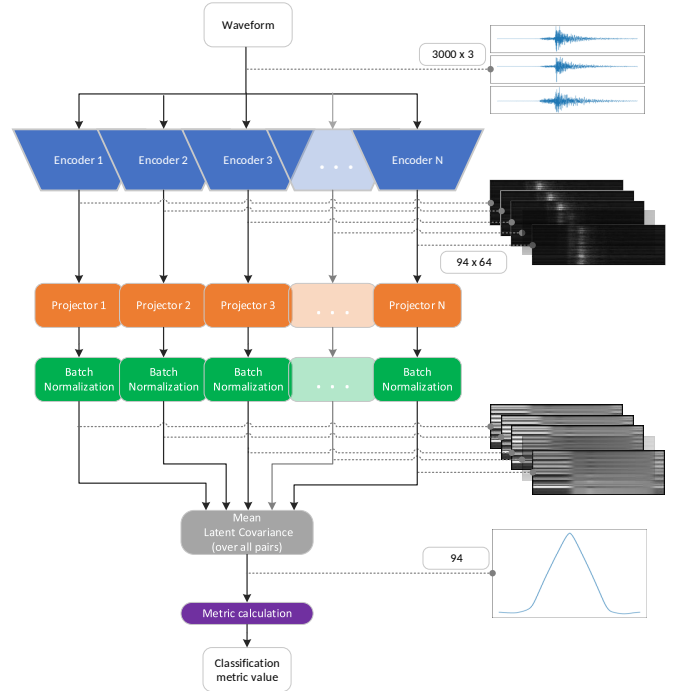 Waveform
3000 x 3
Encoder 1
Encoder 2
Encoder 3
. . .
Encoder N
94 x 64
Projector 1
Projector 2
Projector 3
. . .
Projector N
Batch
Normalization
Batch
Normalization
Batch
Normalization
. . .
Batch
Normalization
Mean
Latent Covariance
(over all pairs)
94
Metric calculation
Classification
metric value